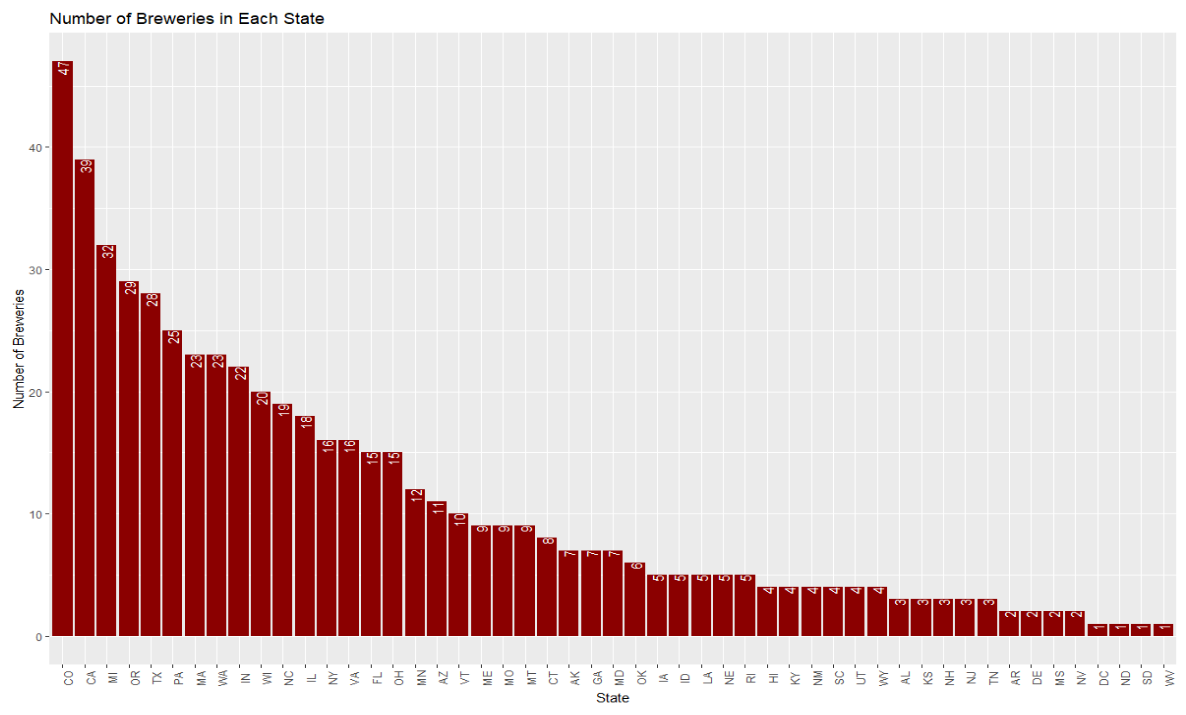 Number of Breweries in Each State
Number of Breweries
40
30
20
10
0
47 39 32 29 28 25 23 23 22 20 19 18 16 16 15 15 12 11 10 9 9 9 8 7 7 7 6 5 5 5 5 5 4 4 4 4 4 4 3 3 3 3 3 2 2 2 2 1 1 1 1
CO CA MI OR TX PA MA WA IN WI NC IL NY VA FL OH MN AZ VT ME MO MT CT AK GA MD OK IA ID LA NE RI HI KY NM SC UT WY AL KS NH NJ TN AR DE MS NV DC ND SD WV
State